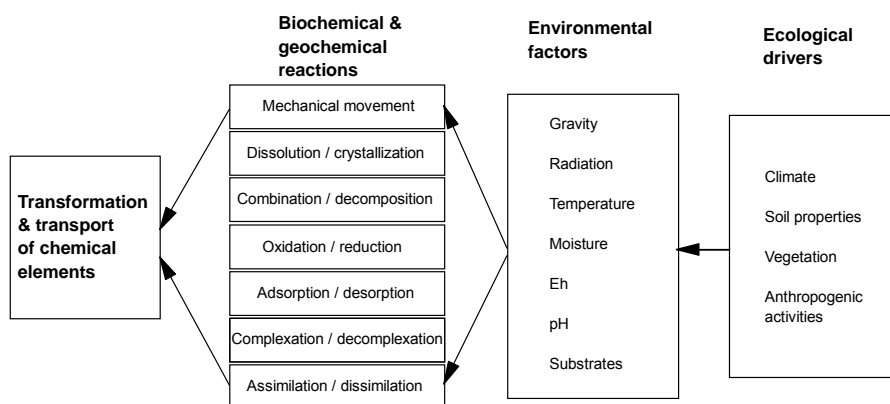 Biochemical &
geochemical
reactions
Environmental
factors
Ecological
drivers
Transformation
& transport
of chemical
elements
Mechanical movement
Dissolution / crystallization
Combination / decomposition
Oxidation / reduction
Adsorption / desorption
Complexation / decomplexation
Assimilation / dissimilation
Gravity
Radiation
Temperature
Moisture
Eh
pH
Substrates
Climate
Soil properties
Vegetation
Anthropogenic
activities